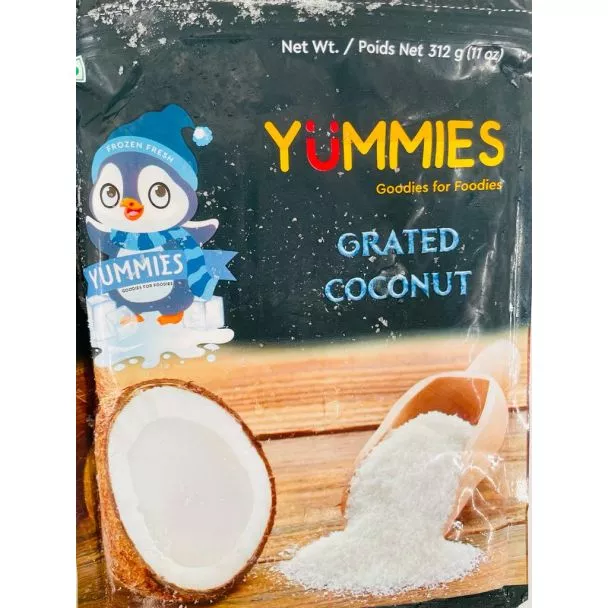 Net Wt. / Poids Net 312 g (11 oz)
YUMMIES
Goodies for Foodies
FROZEN FRESH
YUMMIES
GOODIES FOR FOODIES
GRATED
COCONUT